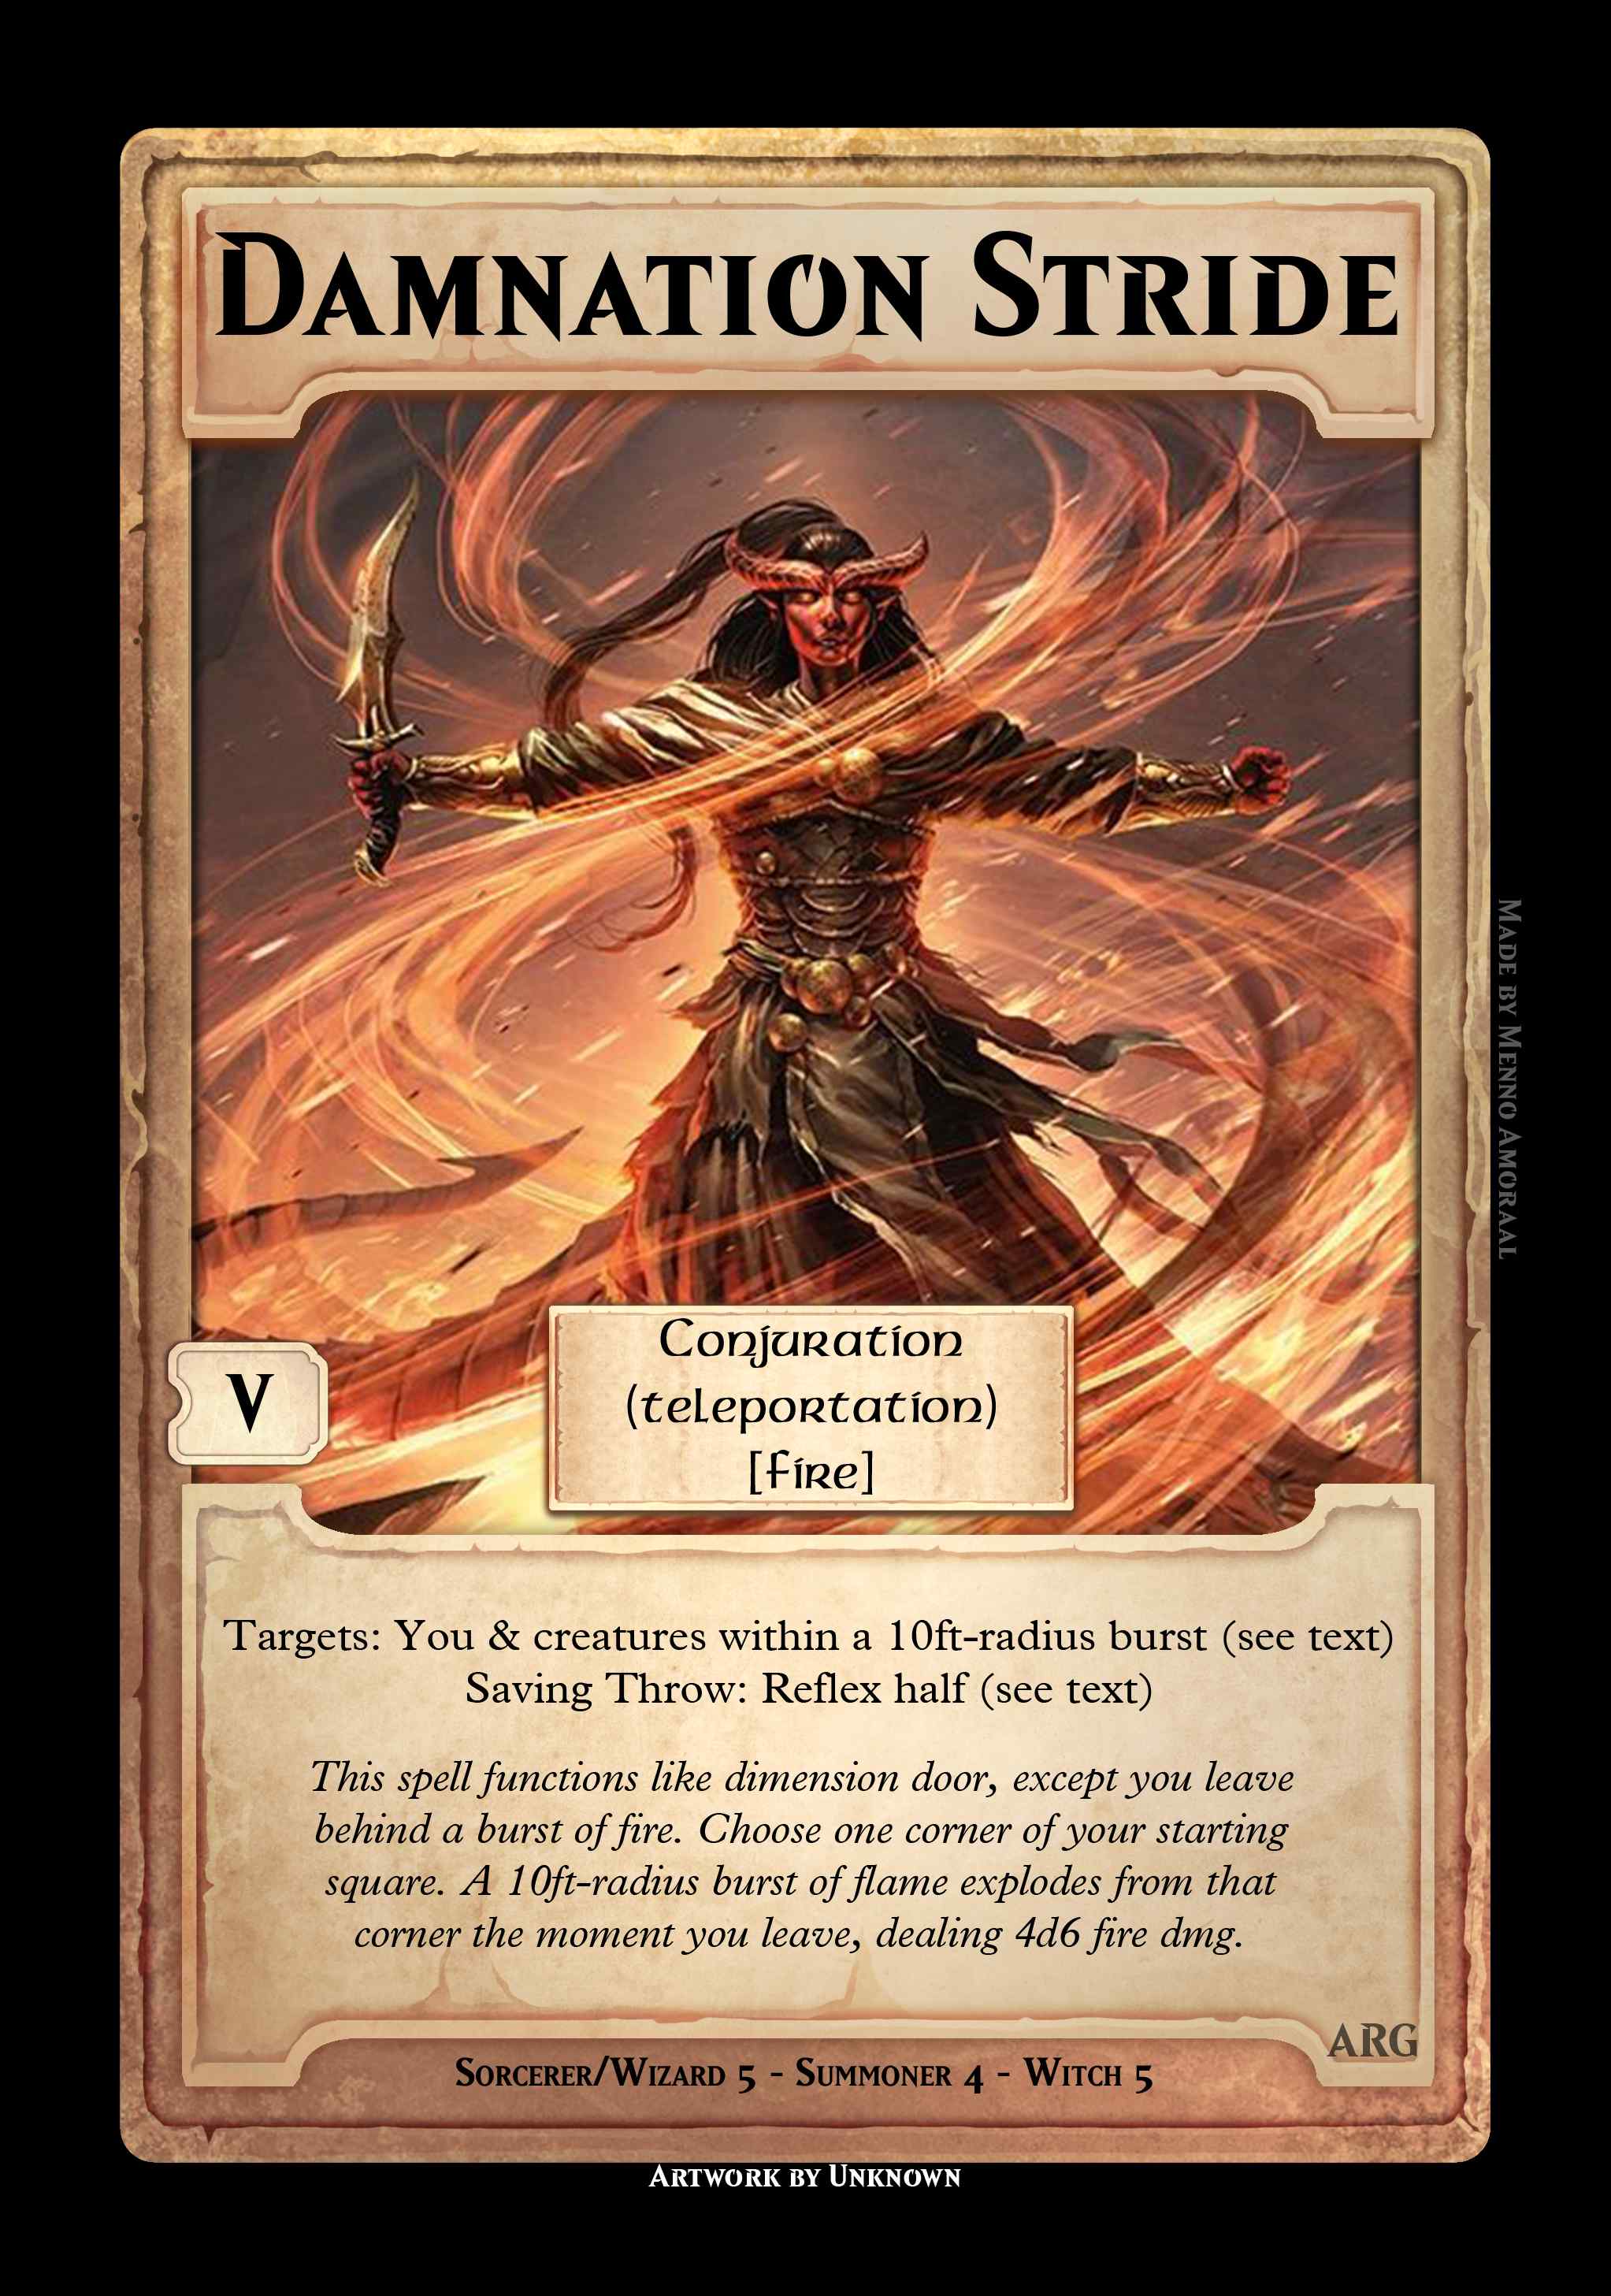 Damnation Stride
Made by Menno Amoraal
V
Conjuration
(teleportation)
[fire]
Targets: You & creatures within a 10ft-radius burst (see text)
Saving Throw: Reflex half (see text)
This spell functions like dimension door, except you leave
behind a burst of fire. Choose one corner of your starting
square. A 10ft-radius burst of flame explodes from that
corner the moment you leave, dealing 4d6 fire dmg.
ARG
Sorcerer/Wizard 5 - Summoner 4 - Witch 5
Artwork by Unknown